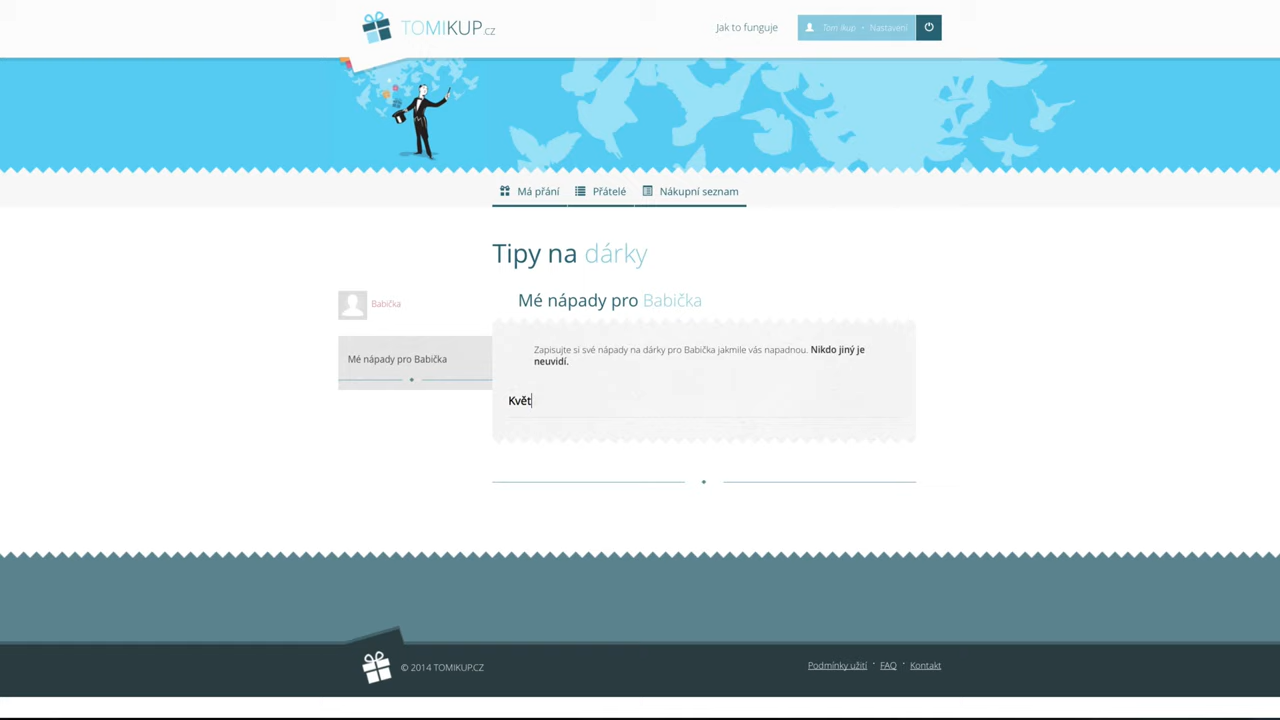 TOMIKUP.cz
Jak to funguje
Tom Ikup • Nastavení
Má přání
Přátelé
Nákupní seznam
Tipy na dárky
Babička
Mé nápady pro Babička
Mé nápady pro Babička
Zapisujte si své nápady na dárky pro Babička jakmile vás napadnou. Nikdo jiný je
neuvidí.
Květ
© 2014 TOMIKUP.CZ
Podmínky užití · FAQ · Kontakt